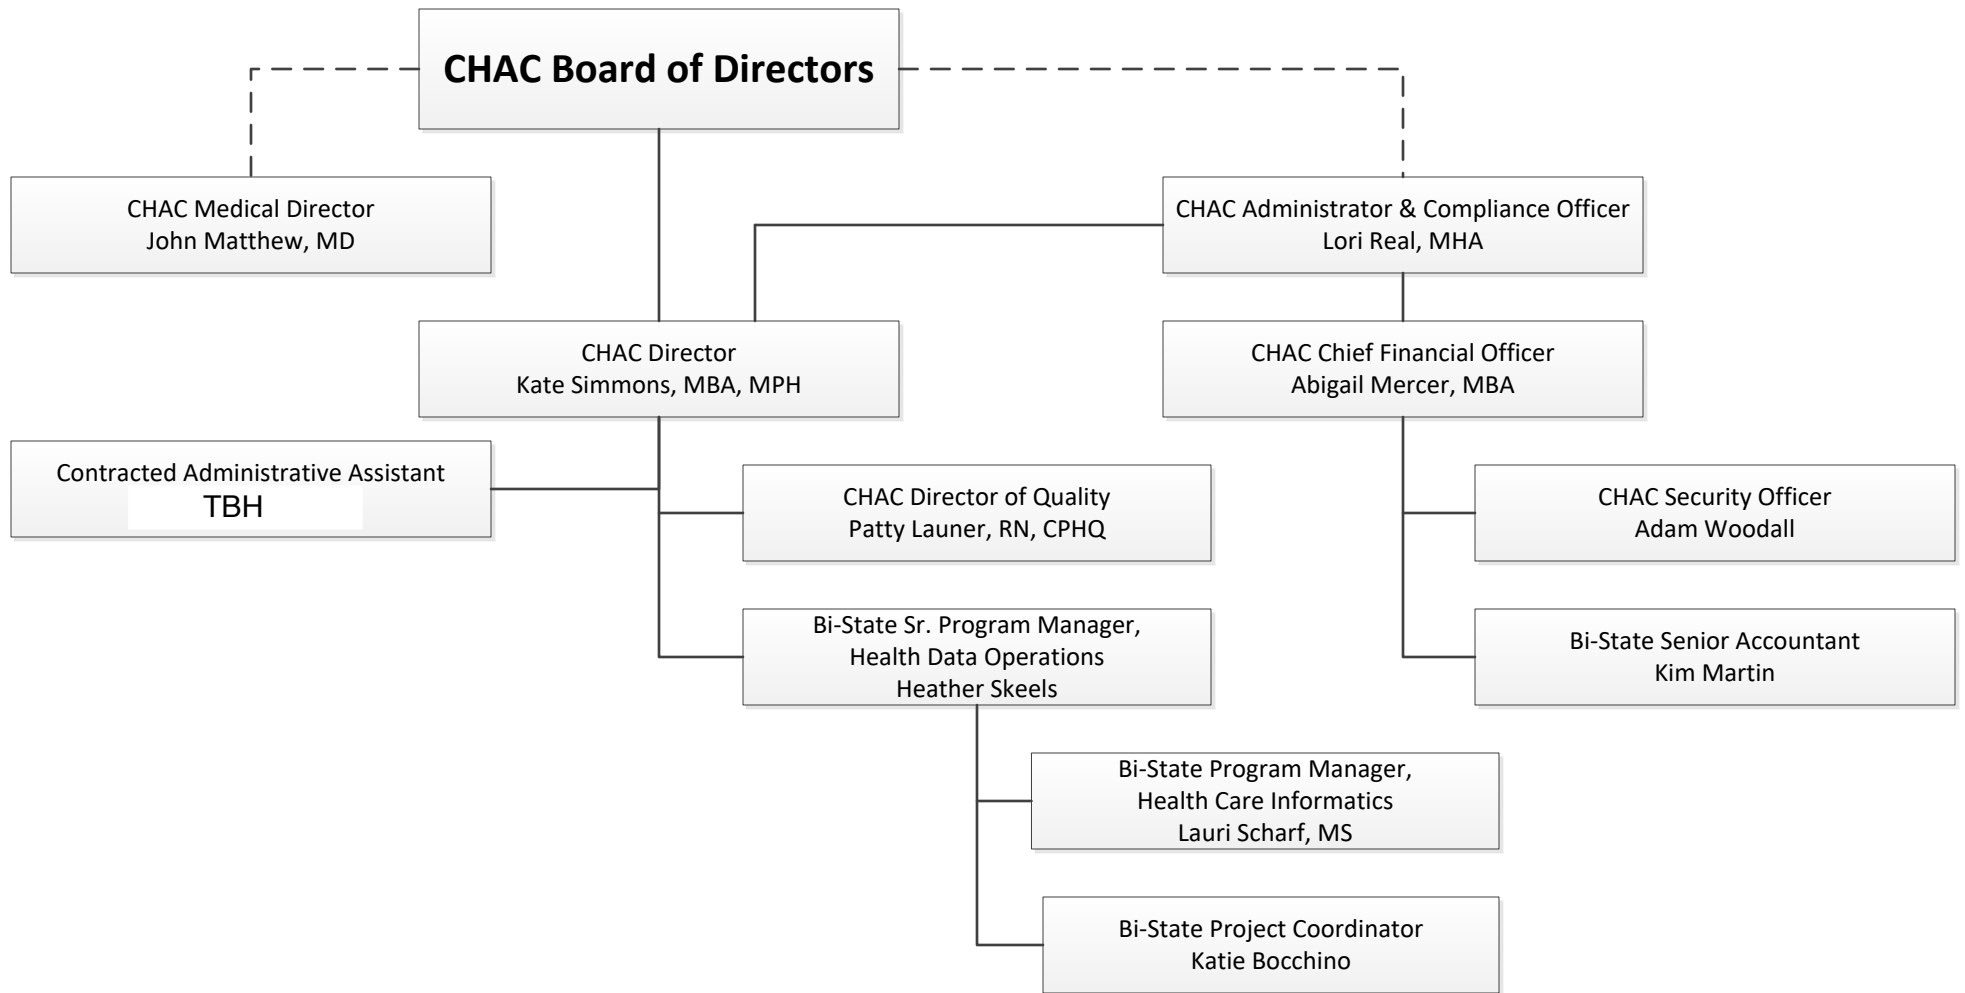 CHAC Board of Directors
CHAC Medical Director
John Matthew, MD
CHAC Administrator & Compliance Officer
Lori Real, MHA
CHAC Director
Kate Simmons, MBA, MPH
CHAC Chief Financial Officer
Abigail Mercer, MBA
Contracted Administrative Assistant
TBH
CHAC Director of Quality
Patty Launer, RN, CPHQ
CHAC Security Officer
Adam Woodall
Bi-State Sr. Program Manager,
Health Data Operations
Heather Skeels
Bi-State Senior Accountant
Kim Martin
Bi-State Program Manager,
Health Care Informatics
Lauri Scharf, MS
Bi-State Project Coordinator
Katie Bocchino